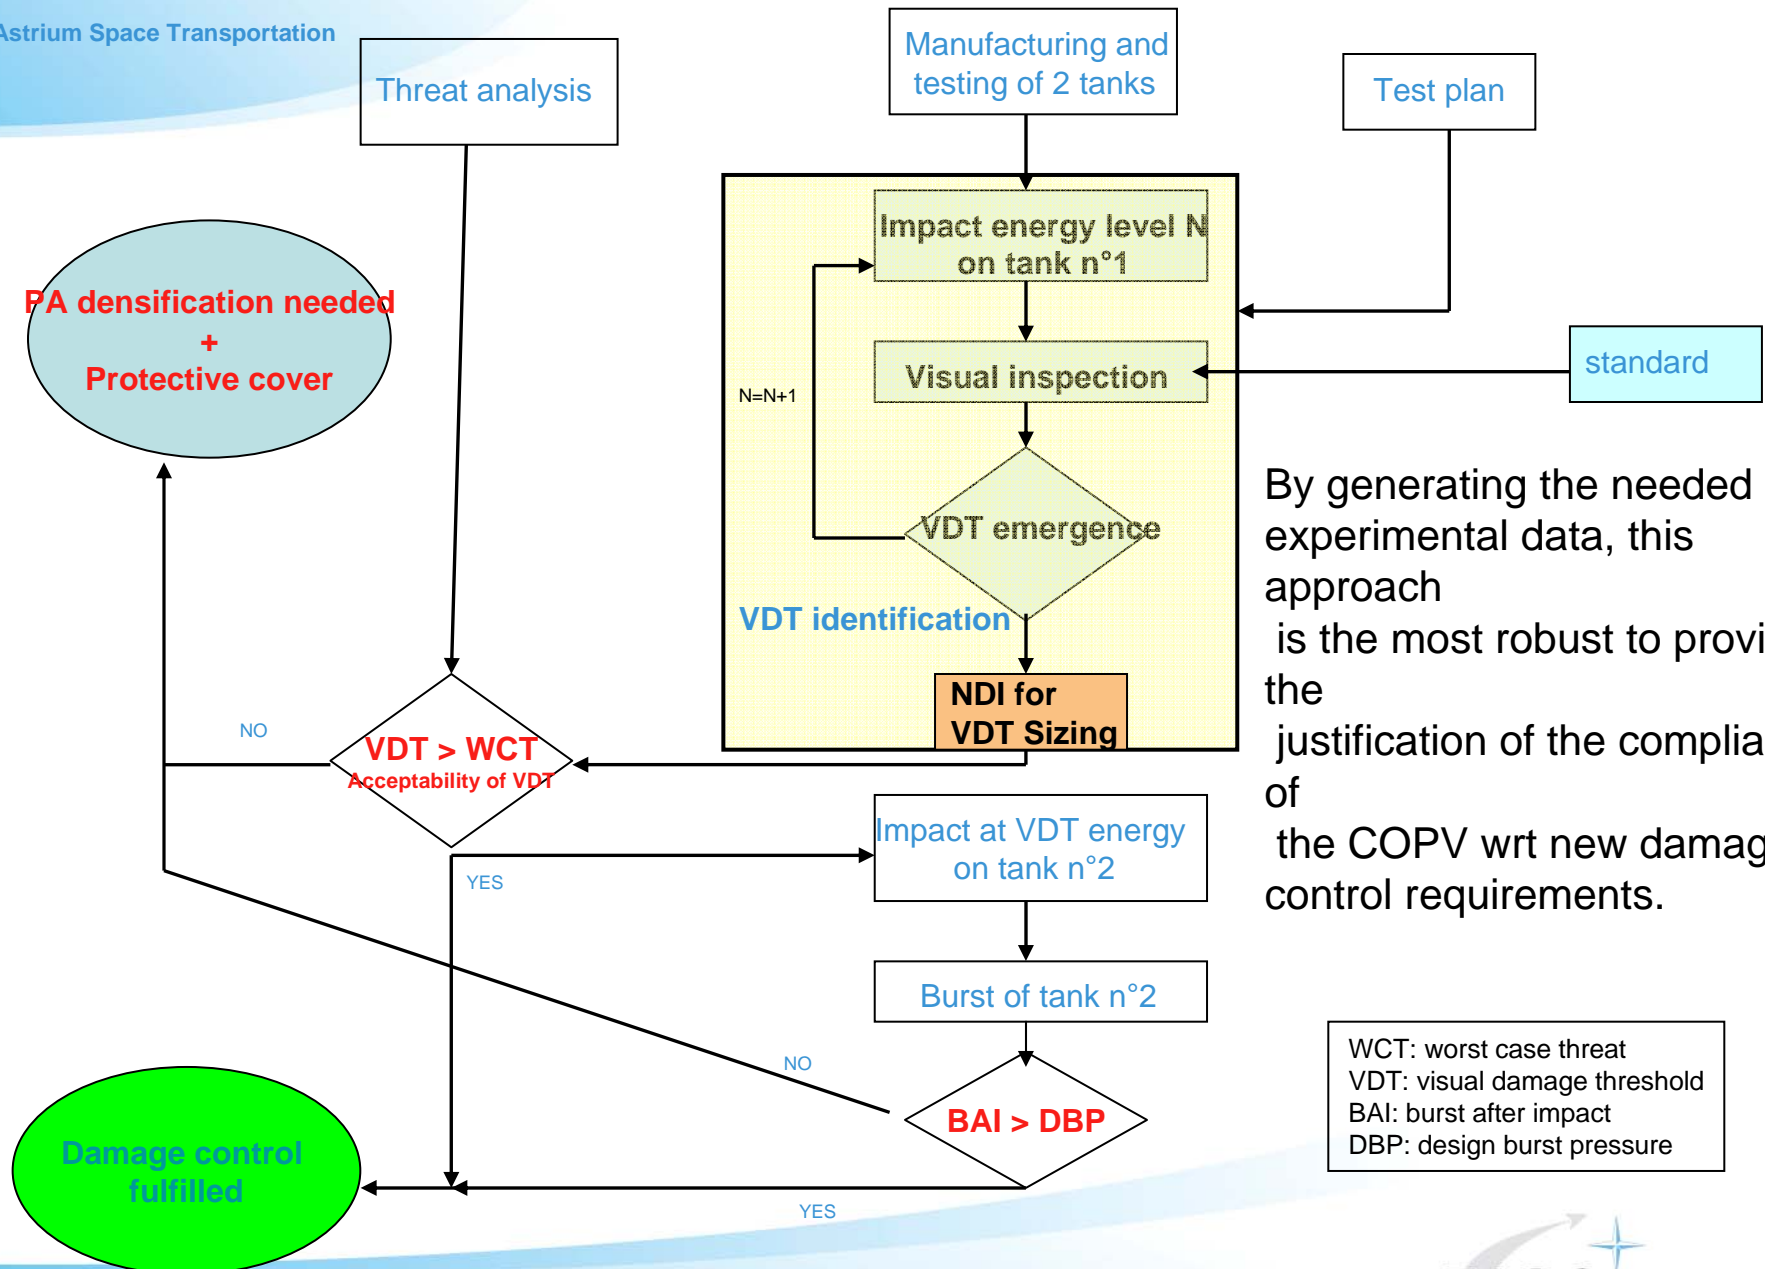 Astrium Space Transportation
Threat analysis
Manufacturing and
testing of 2 tanks
Test plan
Impact energy level N
on tank n°1
PA densification needed
+
Protective cover
Visual inspection
standard
N=N+1
VDT emergence
By generating the needed
experimental data, this
approach
is the most robust to provi
the
justification of the complia
of
the COPV wrt new damag
control requirements.
VDT identification
NDI for
VDT Sizing
NO
VDT > WCT
Acceptability of VDT
Impact at VDT energy
on tank n°2
YES
Burst of tank n°2
NO
BAI > DBP
WCT: worst case threat
VDT: visual damage threshold
BAI: burst after impact
DBP: design burst pressure
Damage control
fulfilled
YES